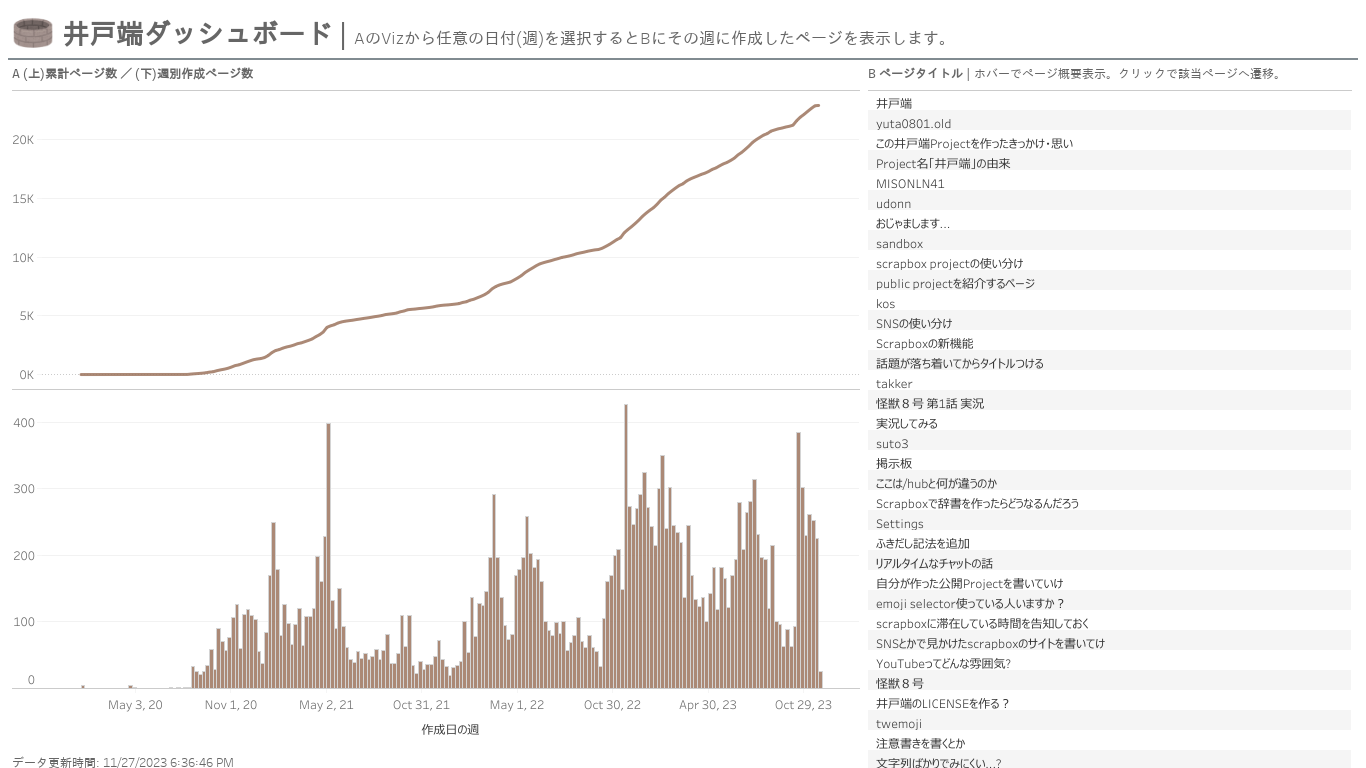 井戸端ダッシュボード | AのVizから任意の日付(週)を選択するとBにその週に作成したページを表示します。
A (上)累計ページ数 ／ (下)週別作成ページ数
20K
15K
10K
5K
0K
400
300
200
100
0
May 3, 20
Nov 1, 20
May 2, 21
Oct 31, 21
May 1, 22
Oct 30, 22
Apr 30, 23
Oct 29, 23
作成日の週
データ更新時間: 11/27/2023 6:36:46 PM
B ページタイトル | ホバーでページ概要表示。クリックで該当ページへ遷移。
井戸端
yuta0801.old
この井戸端Projectを作ったきっかけ・思い
Project名「井戸端」の由来
MISONLN41
udonn
おじゃまします…
sandbox
scrapbox projectの使い分け
public projectを紹介するページ
kos
SNSの使い分け
Scrapboxの新機能
話題が落ち着いてからタイトルつける
takker
怪獣８号 第1話 実況
実況してみる
suto3
掲示板
ここは/hubと何が違うのか
Scrapboxで辞書を作ったらどうなるんだろう
Settings
ふきだし記法を追加
リアルタイムなチャットの話
自分が作った公開Projectを書いていけ
emoji selector使っている人いますか？
scrapboxに滞在している時間を告知しておく
SNSとかで見かけたscrapboxのサイトを書いてけ
YouTubeってどんな雰囲気?
怪獣８号
井戸端のLICENSEを作る？
twemoji
注意書きを書くとか
文字列ばかりでみにくい…?